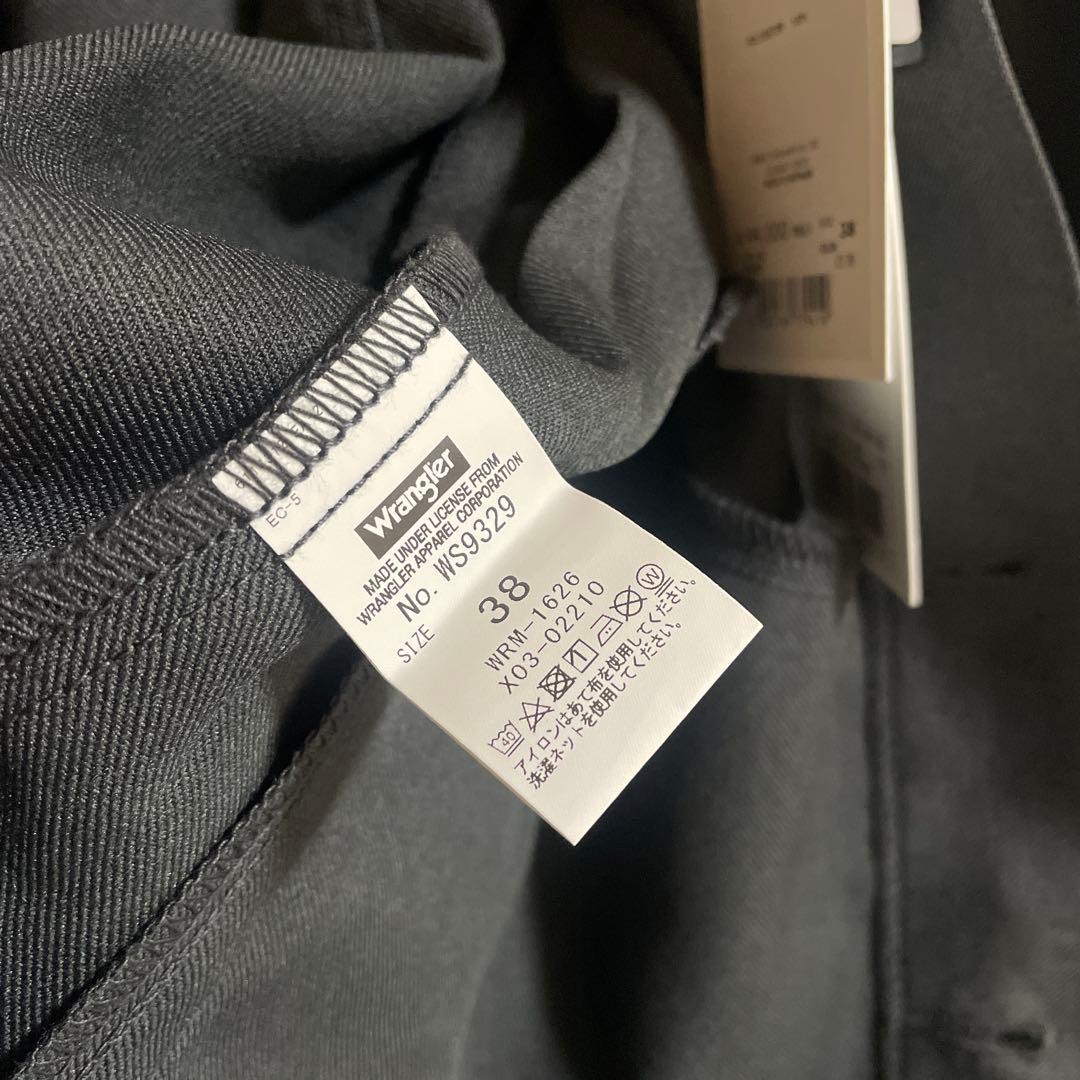 EC-5
Wrangler
MADE UNDER LICENSE FROM
WRANGLER APPAREL CORPORATION
No. WS9329
SIZE 38
WRM-1626
X03-02210
40
W
アイロンはあて布を使用してください。
洗濯ネットを使用してください。
38